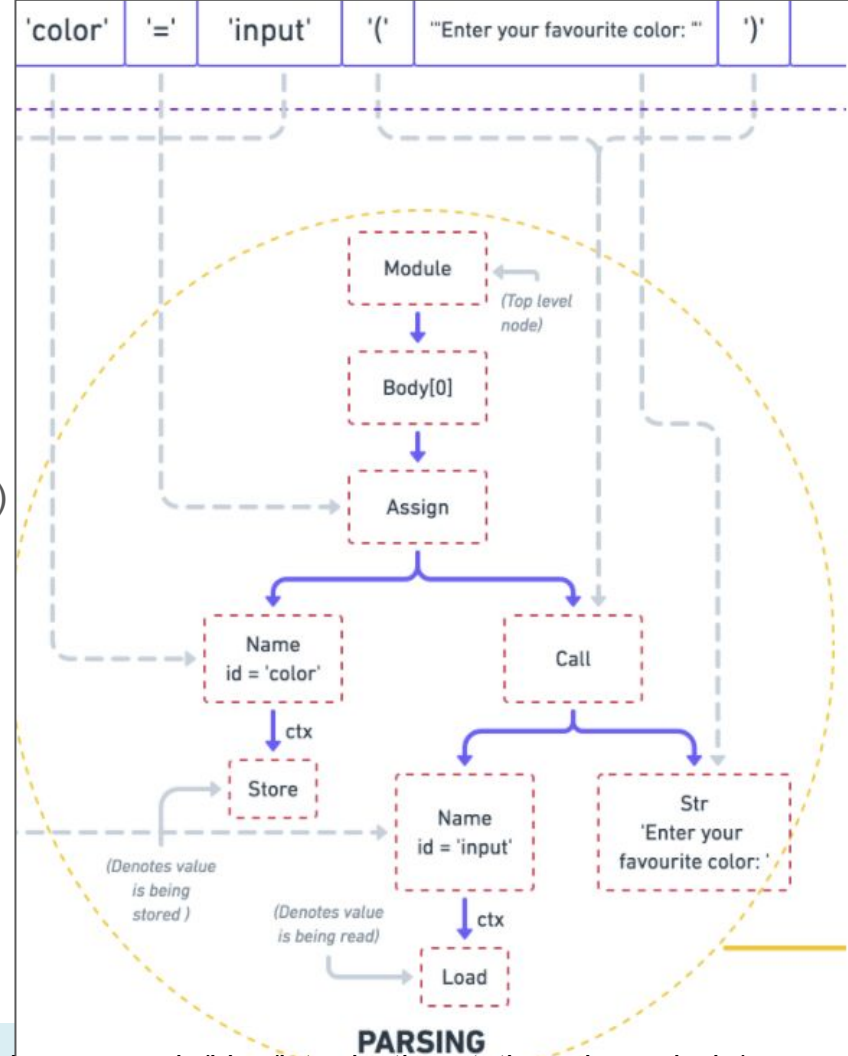 'color' '=' 'input' '(' '"Enter your favourite color: "' ')'
Module
(Top level
node)
Body[0]
)
Assign
Name
id = 'color'
Call
ctx
Store
Name
id = 'input'
Str
'Enter your
favourite color: '
(Denotes value
is being
stored )
(Denotes value
is being read)
ctx
Load
PARSING